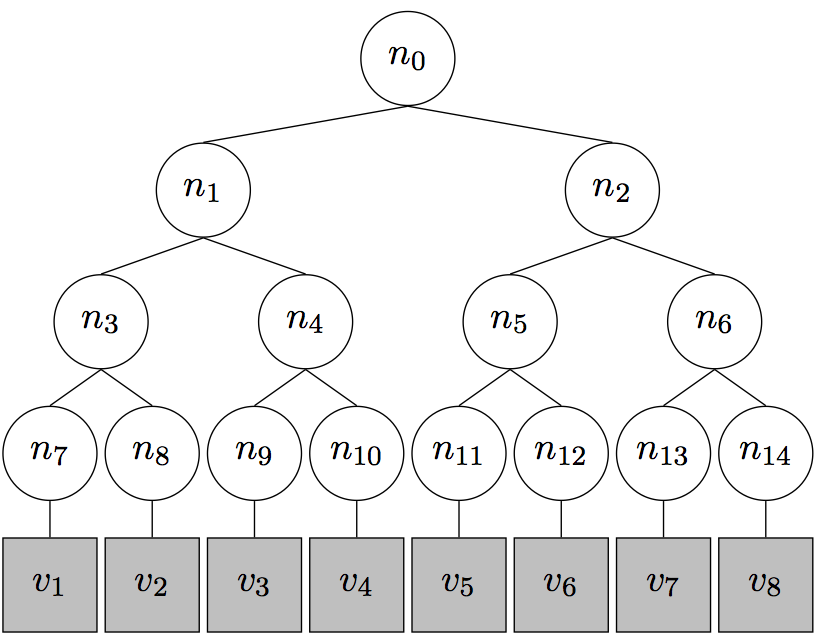 n₀
n₁ n₂
n₃ n₄ n₅ n₆
n₇ n₈ n₉ n₁₀ n₁₁ n₁₂ n₁₃ n₁₄
v₁ v₂ v₃ v₄ v₅ v₆ v₇ v₈